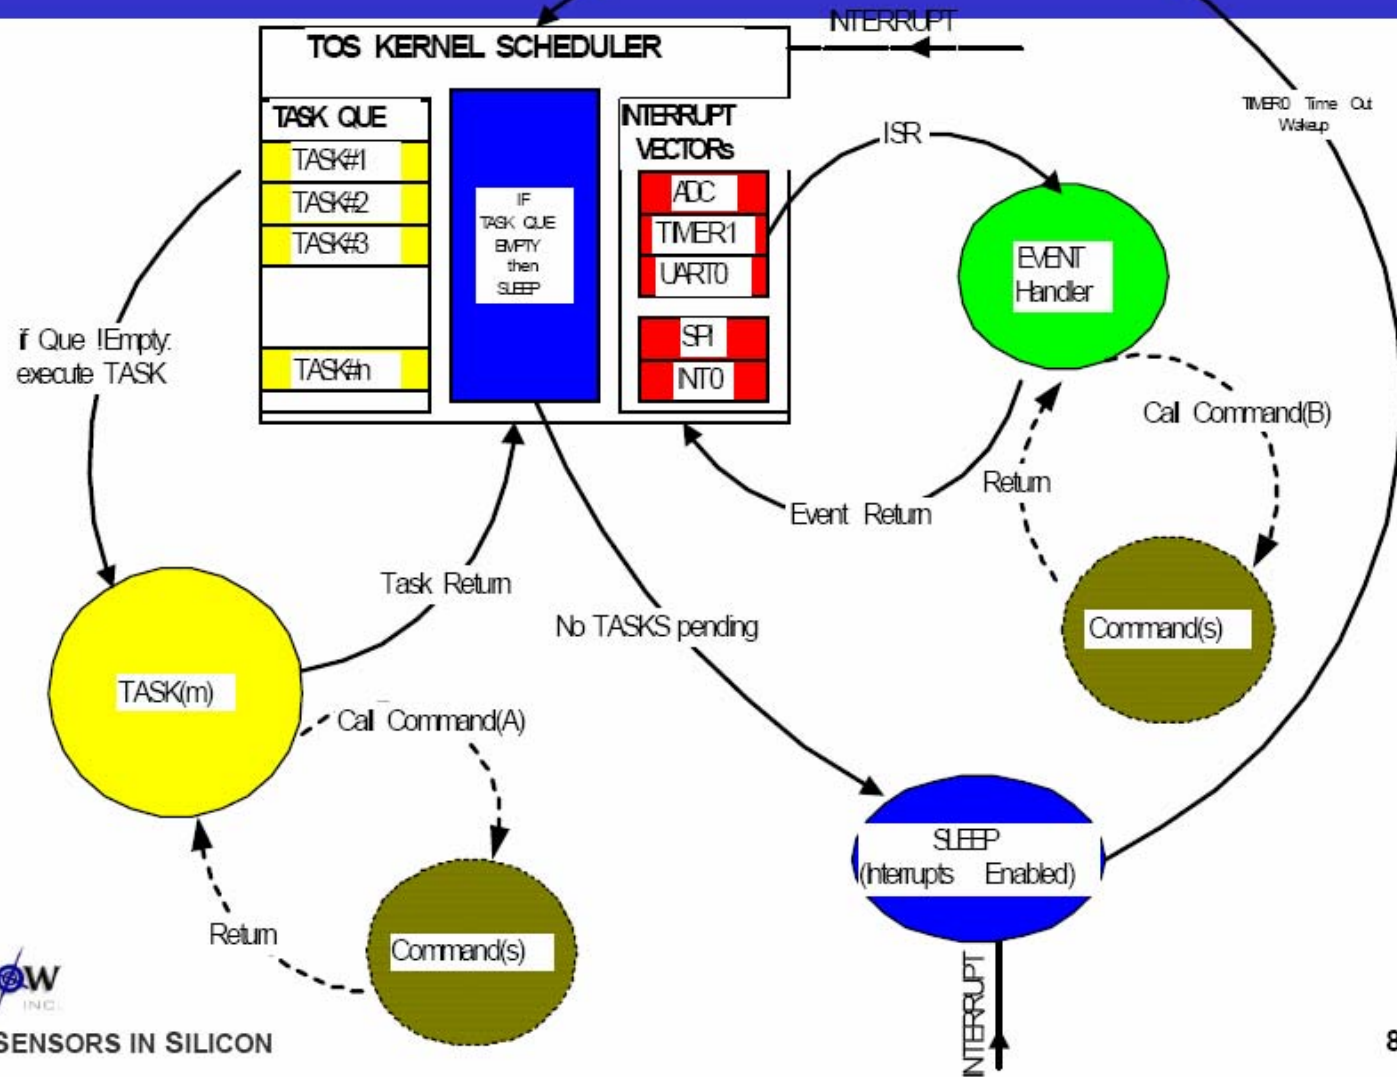 INTERRUPT
TOS KERNEL SCHEDULER
TASK QUE
TASK#1
TASK#2
TASK#3
TASK#n
IF
TASK QUE
EMPTY
then
SLEEP
INTERRUPT
VECTORs
ADC
TIMER1
UART0
SPI
INT0
ISR
TIMER0 Time Out
Wakeup
EVENT
Handler
if Que !Empty:
execute TASK
Call Command(B)
Return
Event Return
Task Return
No TASKS pending
Command(s)
TASK(m)
Call Command(A)
SLEEP
(Interrupts Enabled)
Return
Command(s)
INTERRUPT
OW
INC.
SENSORS IN SILICON
8